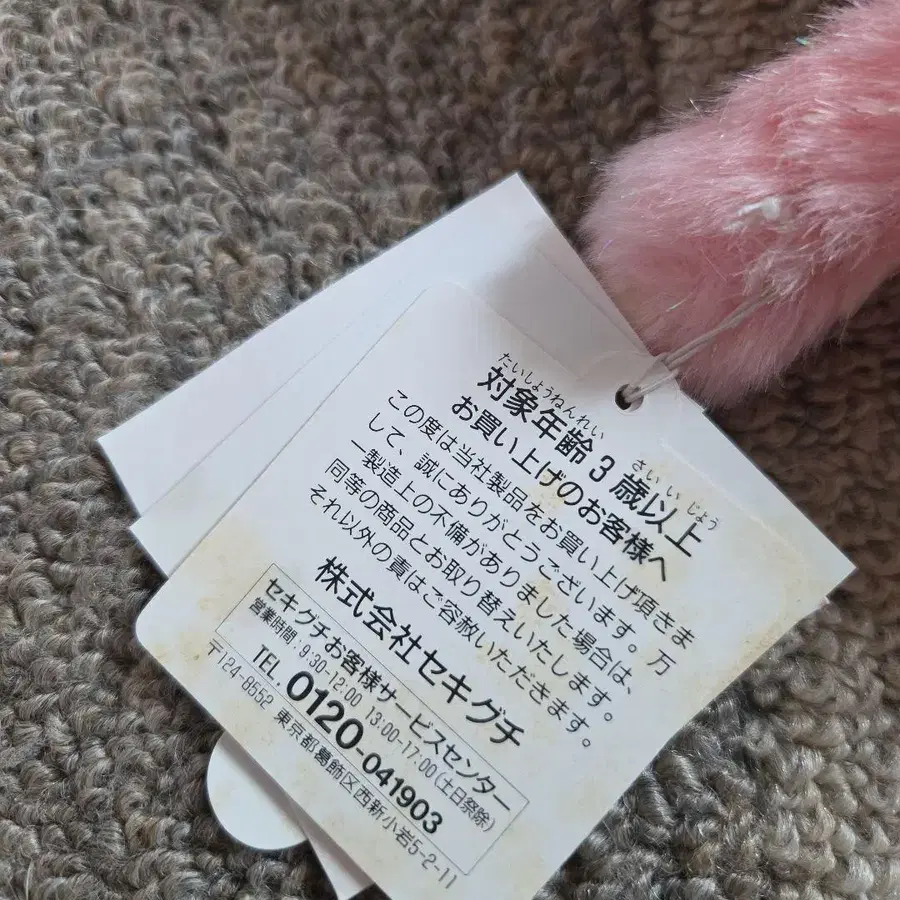 たいしょうねんれい さい い じょう
対象年齢3歳以上
お買い上げのお客様へ
この度は当社製品をお買い上げ頂きま
して、誠にありがとうございます。万
一製造上の不備がありました場合は、
同等の商品とお取り替えいたします。
それ以外の責はご容赦いただきます。
株式会社セキグチ
セキグチお客様サービスセンター
営業時間:9:30-12:00 13:00-17:00(土日祭除)
TEL.0120-041903
〒124-8552 東京都葛飾区西新小岩5-2-11